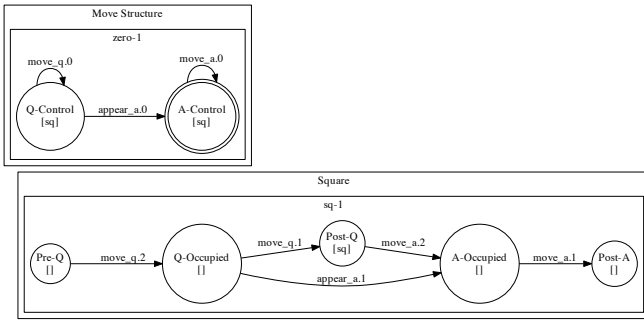 Move Structure
zero-1
move_q.0
move_a.0
Q-Control
[sq]
appear_a.0
A-Control
[sq]
Square
sq-1
Pre-Q
[]
move_q.2
Q-Occupied
[]
move_q.1
Post-Q
[sq]
move_a.2
appear_a.1
A-Occupied
[]
move_a.1
Post-A
[]